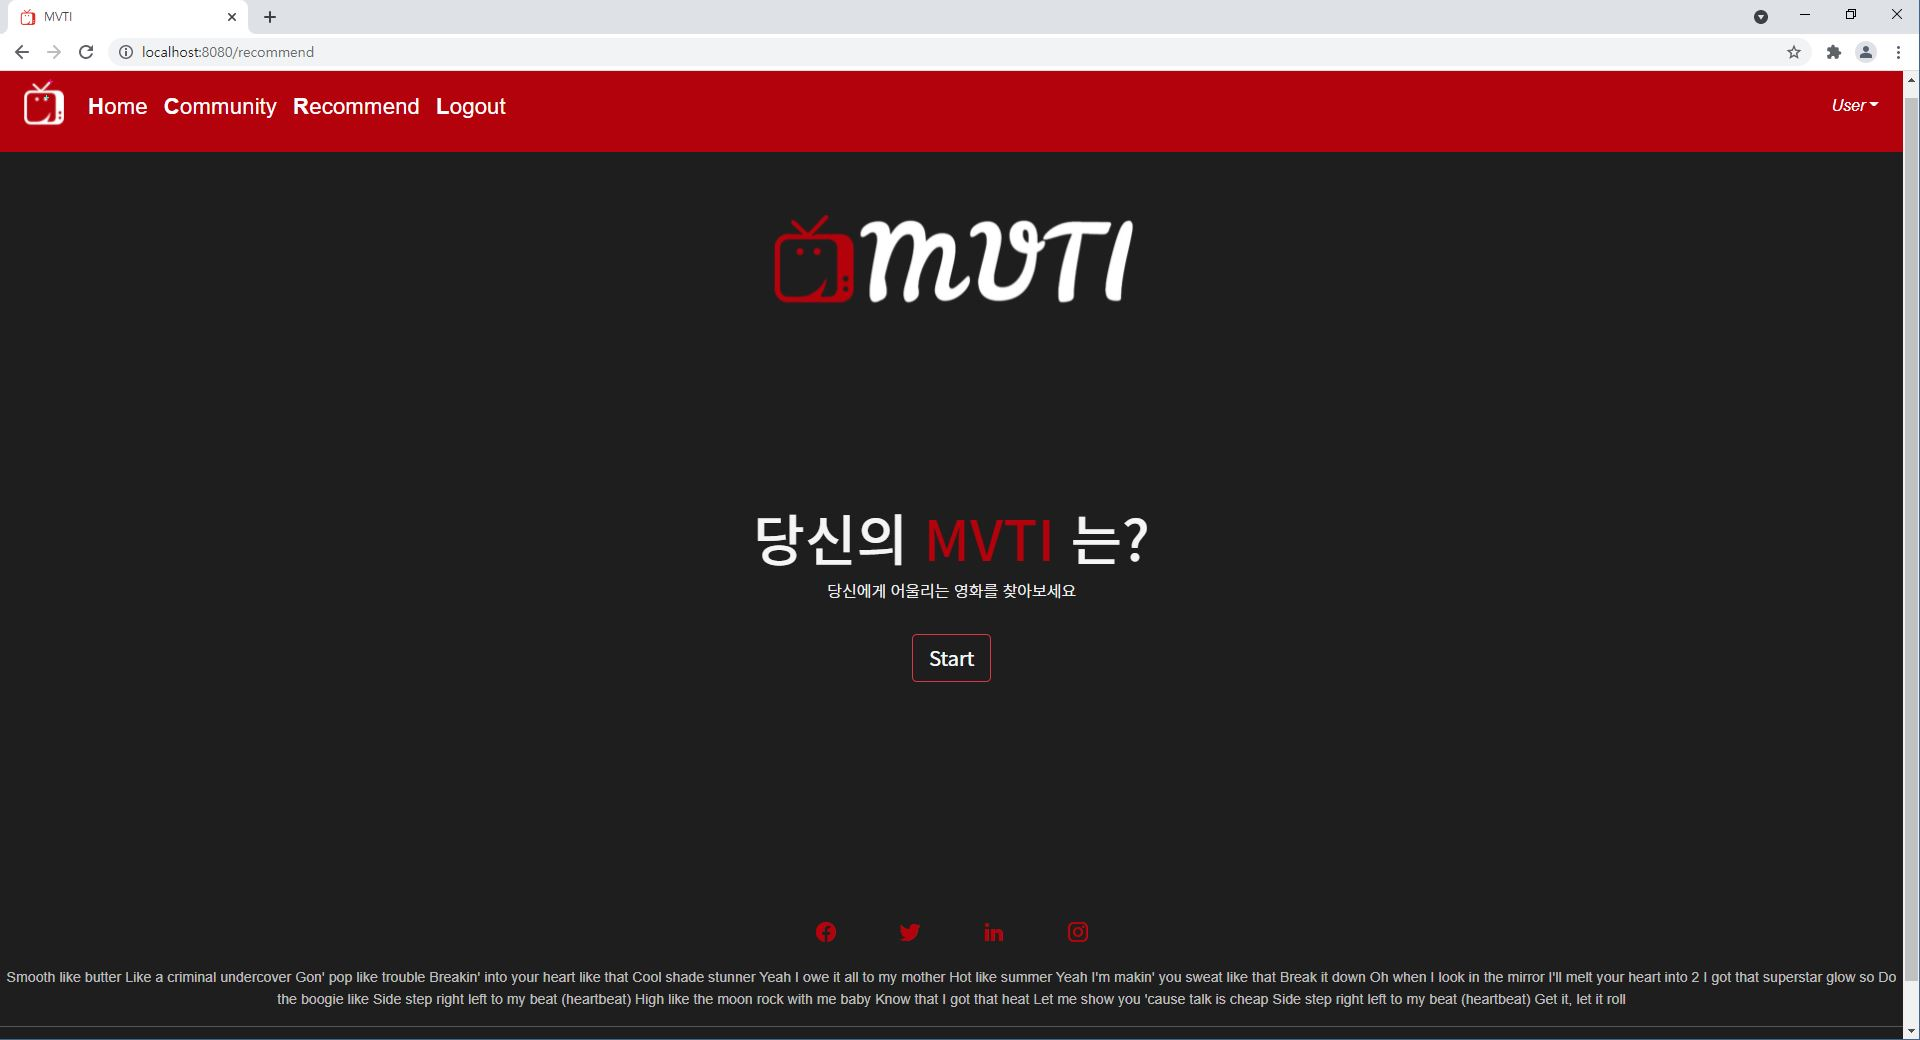 MVTI
localhost:8080/recommend
Home Community Recommend Logout
User
MVTI
당신의 MVTI 는?
당신에게 어울리는 영화를 찾아보세요
Start
Smooth like butter Like a criminal undercover Gon' pop like trouble Breakin' into your heart like that Cool shade stunner Yeah I owe it all to my mother Hot like summer Yeah I'm makin' you sweat like that Break it down Oh when I look in the mirror I'll melt your heart into 2 I got that superstar glow so Do
the boogie like Side step right left to my beat (heartbeat) High like the moon rock with me baby Know that I got that heat Let me show you 'cause talk is cheap Side step right left to my beat (heartbeat) Get it, let it roll